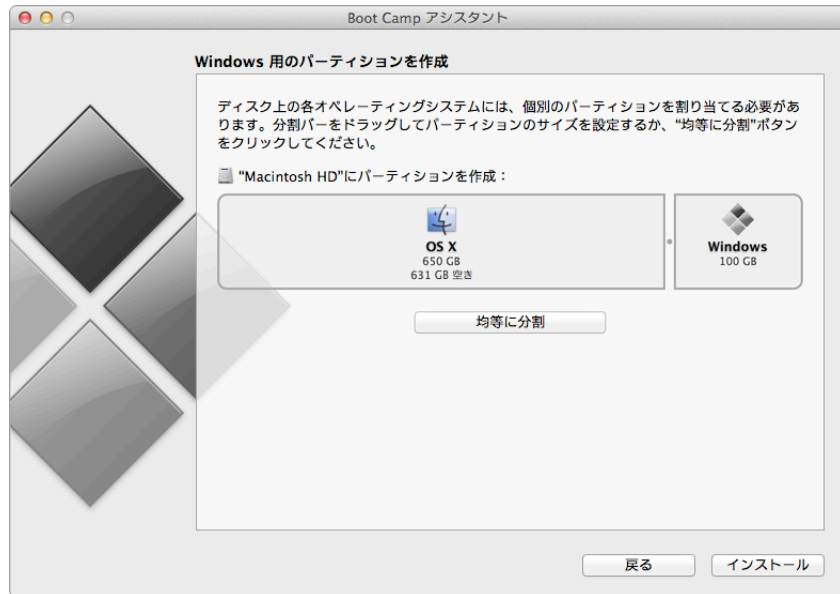 Boot Camp アシスタント
Windows 用のパーティションを作成
ディスク上の各オペレーティングシステムには、個別のパーティションを割り当てる必要があ
ります。分割バーをドラッグしてパーティションのサイズを設定するか、“均等に分割”ボタン
をクリックしてください。
“Macintosh HD”にパーティションを作成：
OS X
650 GB
631 GB 空き
Windows
100 GB
均等に分割
戻る
インストール